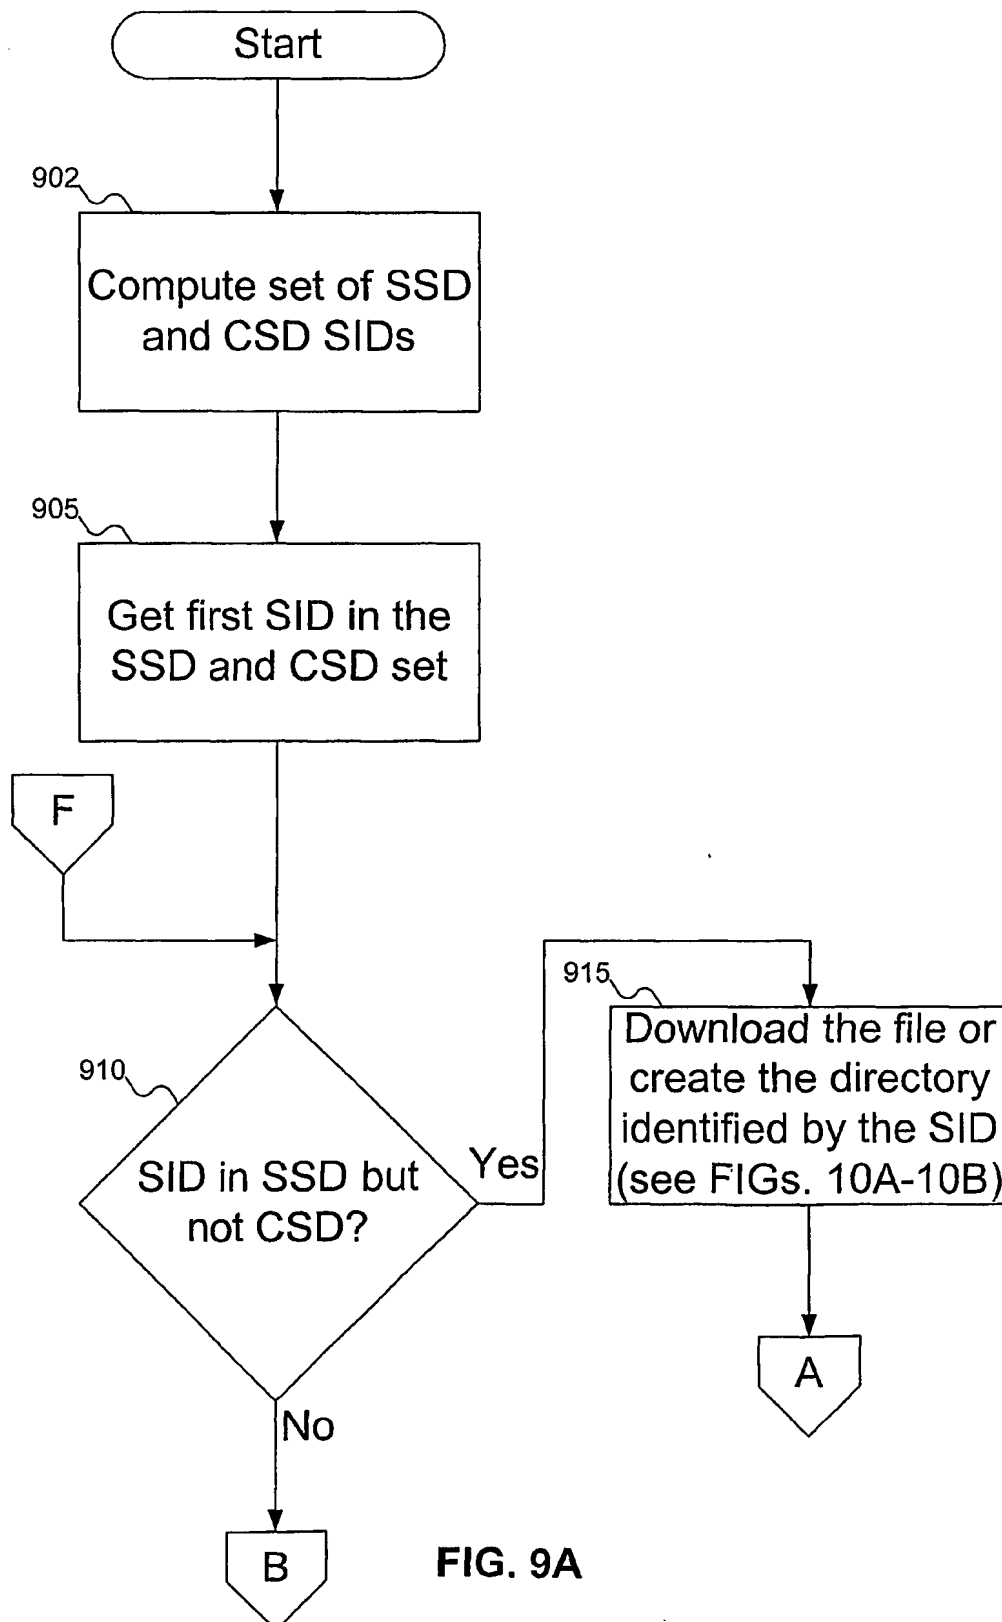 Start
902
Compute set of SSD
and CSD SIDs
905
Get first SID in the
SSD and CSD set
F
910
SID in SSD but
not CSD?
Yes
915
Download the file or
create the directory
identified by the SID
(see FIGs. 10A-10B)
A
No
B
FIG. 9A